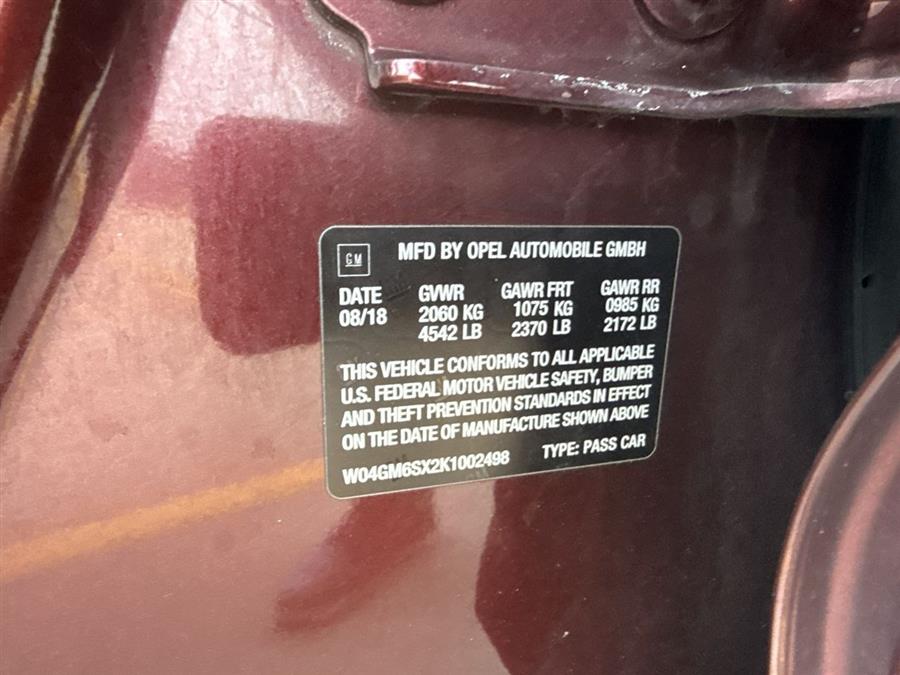 GM
MFD BY OPEL AUTOMOBILE GMBH
DATE GVWR GAWR FRT GAWR RR
08/18 2060 KG 1075 KG 0985 KG
4542 LB 2370 LB 2172 LB
THIS VEHICLE CONFORMS TO ALL APPLICABLE
U.S. FEDERAL MOTOR VEHICLE SAFETY, BUMPER
AND THEFT PREVENTION STANDARDS IN EFFECT
ON THE DATE OF MANUFACTURE SHOWN ABOVE
W04GM6SX2K1002498 TYPE: PASS CAR